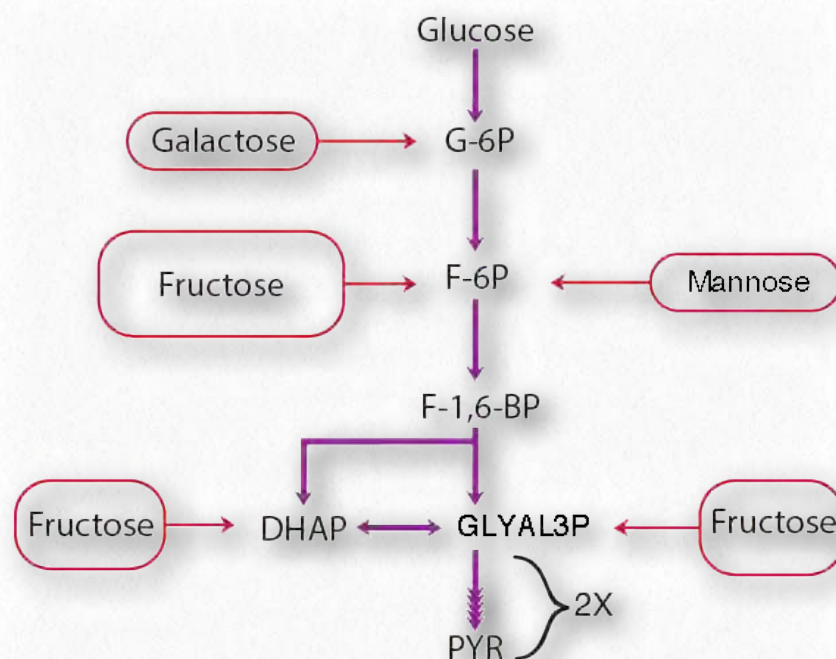 Glucose
Galactose
G-6P
Fructose
F-6P
Mannose
F-1,6-BP
Fructose
DHAP
GLYAL3P
Fructose
2X
PYR